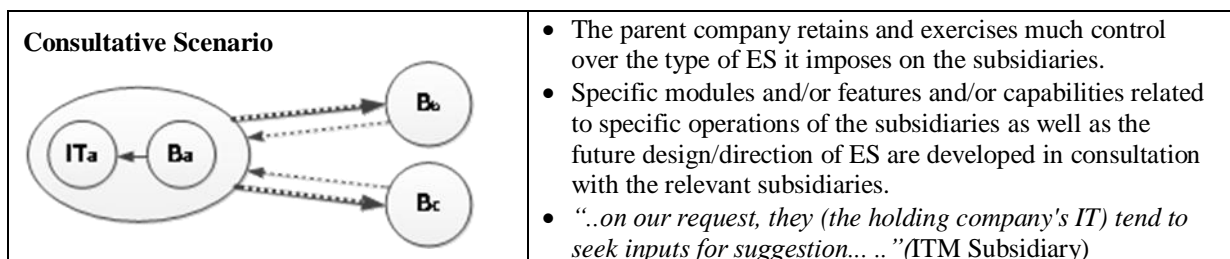 Consultative Scenario
ITa
Ba
Bb
Bc
• The parent company retains and exercises much control
over the type of ES it imposes on the subsidiaries.
• Specific modules and/or features and/or capabilities related
to specific operations of the subsidiaries as well as the
future design/direction of ES are developed in consultation
with the relevant subsidiaries.
• “..on our request, they (the holding company's IT) tend to
seek inputs for suggestion... ..”(ITM Subsidiary)